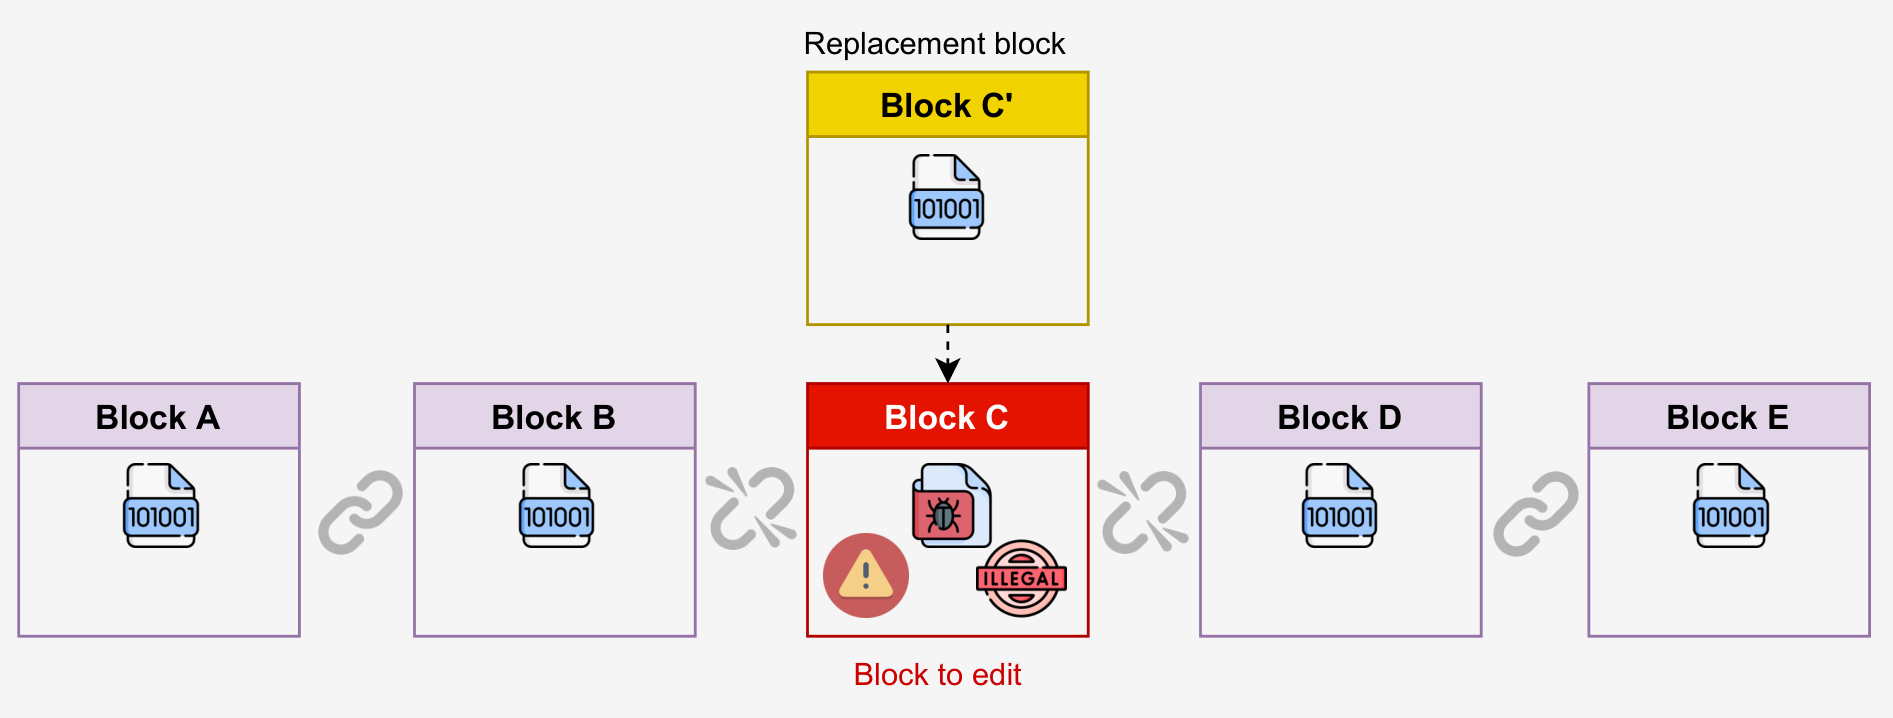 Replacement block
Block C'
101001
Block A
Block B
Block C
Block D
Block E
101001
101001
101001
101001
ILLEGAL
Block to edit